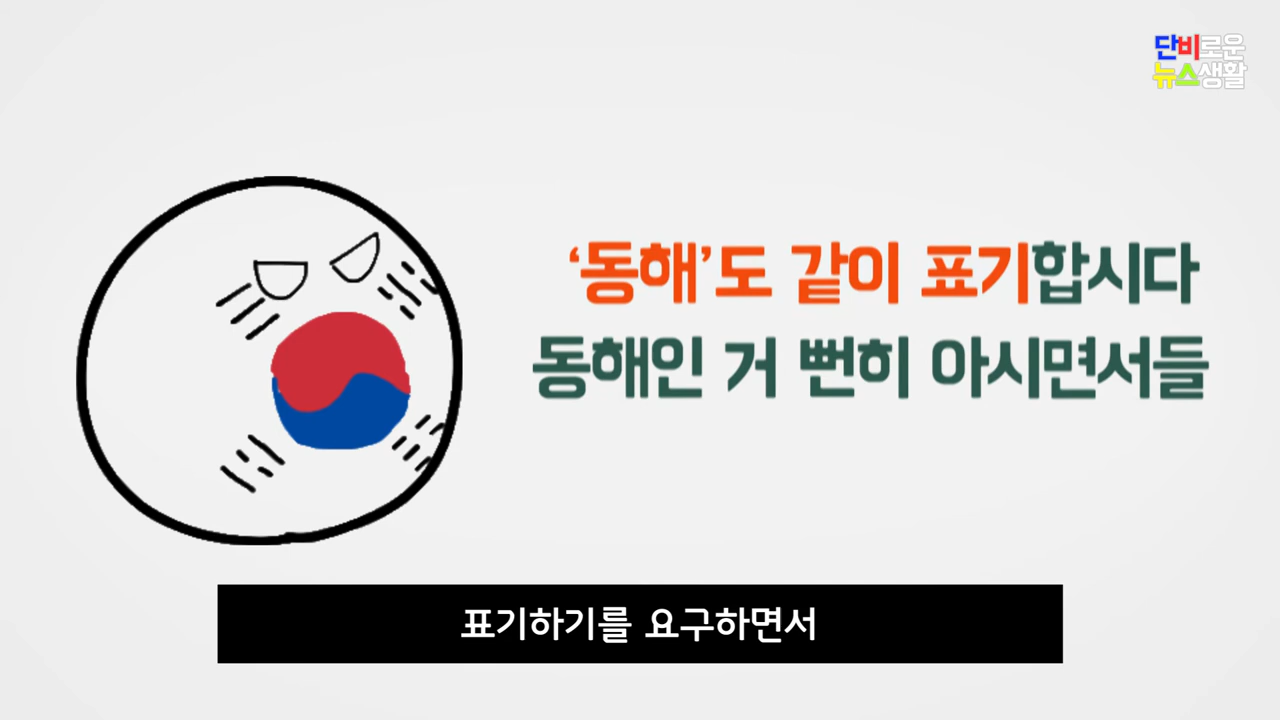 단비로운
뉴스생활
‘동해’도 같이 표기합시다
동해인 거 뻔히 아시면서들
표기하기를 요구하면서